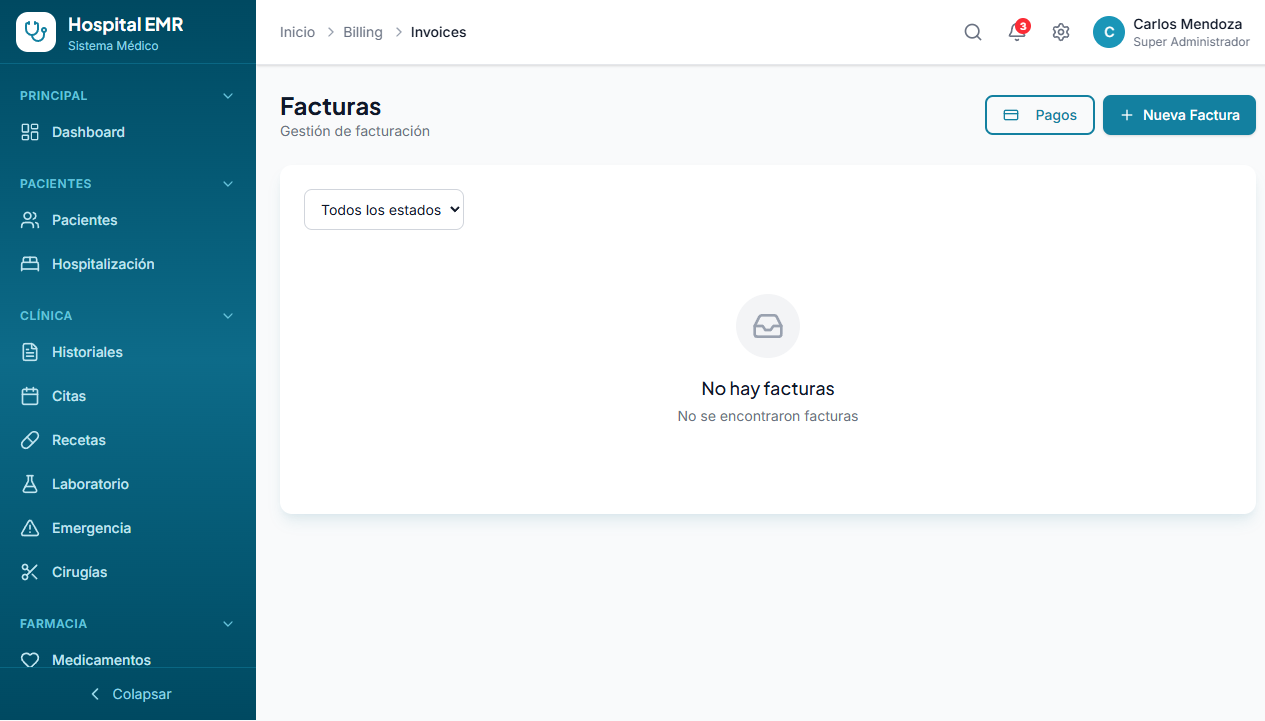 Hospital EMR
Sistema Médico
PRINCIPAL
Dashboard
PACIENTES
Pacientes
Hospitalización
CLÍNICA
Historiales
Citas
Recetas
Laboratorio
Emergencia
Cirugías
FARMACIA
Medicamentos
Colapsar
Inicio
Billing
Invoices
3
C
Carlos Mendoza
Super Administrador
Facturas
Gestión de facturación
Pagos
Nueva Factura
Todos los estados
No hay facturas
No se encontraron facturas